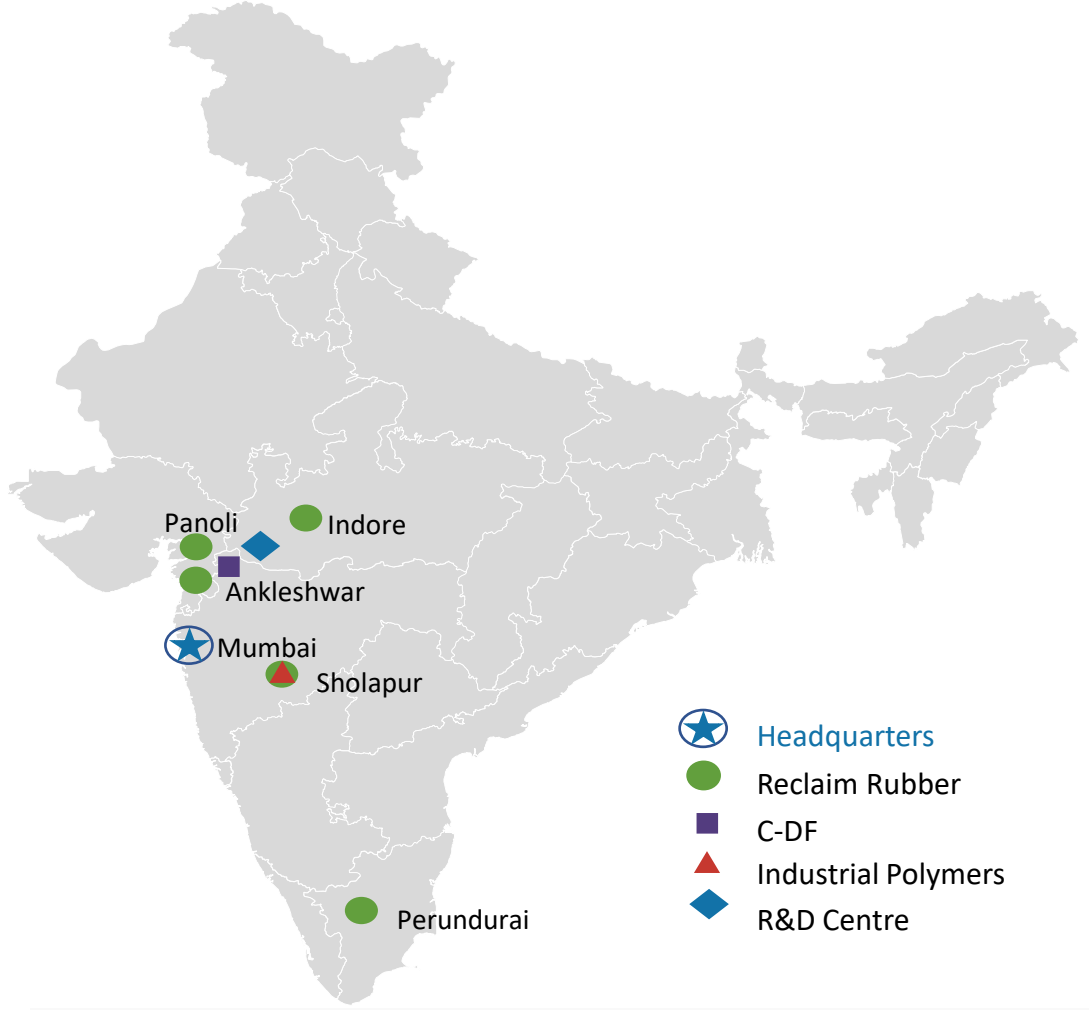 Panoli
Indore
Ankleshwar
Mumbai
Sholapur
Perundurai
Headquarters
Reclaim Rubber
C-DF
Industrial Polymers
R&D Centre